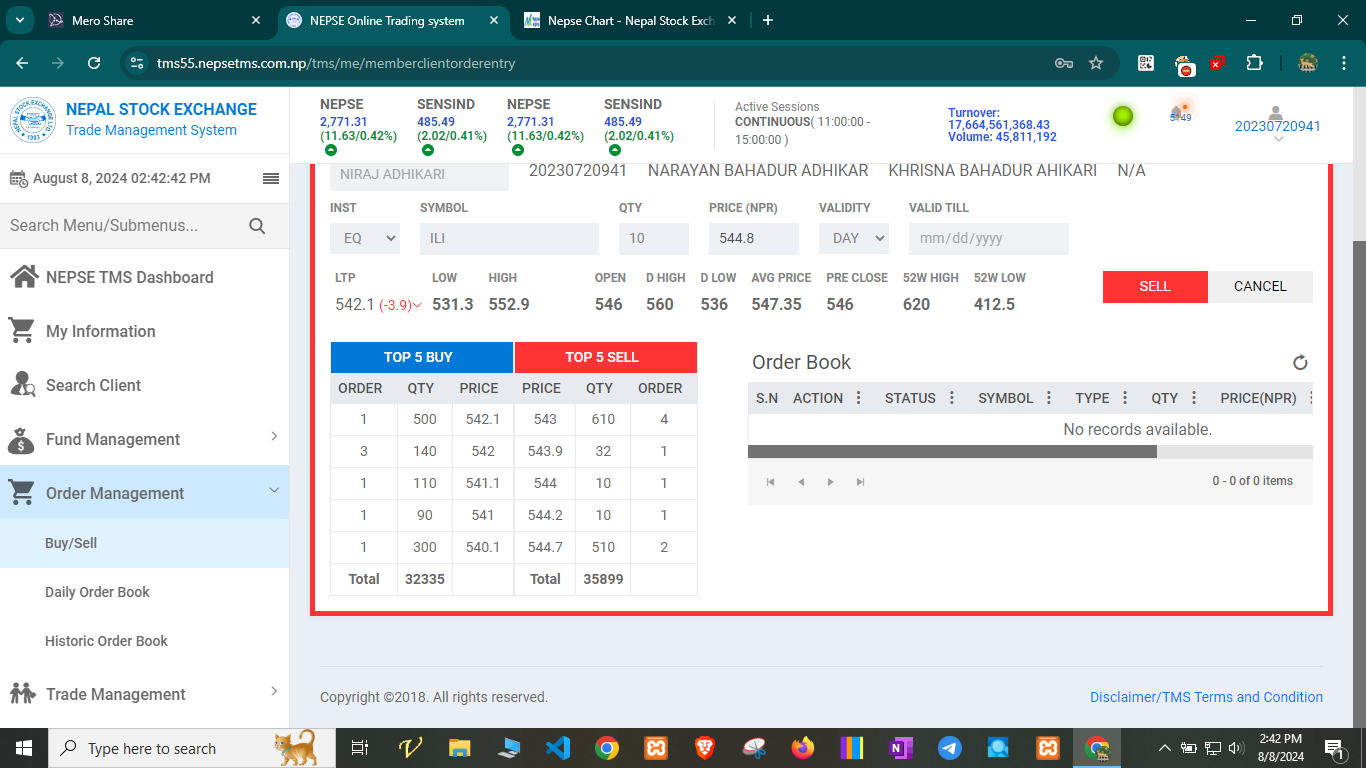 Mero Share
NEPSE Online Trading system
Nepse Chart - Nepal Stock Exch
tms55.nepsetms.com.np/tms/me/memberclientorderentry
NEPAL STOCK EXCHANGE
Trade Management System
NEPSE SENSIND NEPSE SENSIND
2,771.31 485.49 2,771.31 485.49
(11.63/0.42%) (2.02/0.41%) (11.63/0.42%) (2.02/0.41%)
Active Sessions
CONTINUOUS( 11:00:00 -
15:00:00 )
Turnover:
17,664,561,368.43
Volume: 45,811,192
5149
20230720941
August 8, 2024 02:42:42 PM
Search Menu/Submenus...
NEPSE TMS Dashboard
My Information
Search Client
Fund Management
Order Management
Buy/Sell
Daily Order Book
Historic Order Book
Trade Management
NIRAJ ADHIKARI 20230720941 NARAYAN BAHADUR ADHIKAR KHRISNA BAHADUR AHIKARI N/A
INST SYMBOL QTY PRICE (NPR) VALIDITY VALID TILL
EQ ILI 10 544.8 DAY mm/dd/yyyy
LTP LOW HIGH OPEN D HIGH D LOW AVG PRICE PRE CLOSE 52W HIGH 52W LOW
542.1 (-3.9) 531.3 552.9 546 560 536 547.35 546 620 412.5
SELL CANCEL
TOP 5 BUY TOP 5 SELL
ORDER QTY PRICE PRICE QTY ORDER
1 500 542.1 543 610 4
3 140 542 543.9 32 1
1 110 541.1 544 10 1
1 90 541 544.2 10 1
1 300 540.1 544.7 510 2
Total 32335 Total 35899
Order Book
S.N ACTION STATUS SYMBOL TYPE QTY PRICE(NPR)
No records available.
0 - 0 of 0 items
Copyright ©2018. All rights reserved.
Disclaimer/TMS Terms and Condition
Type here to search
2:42 PM
8/8/2024
1